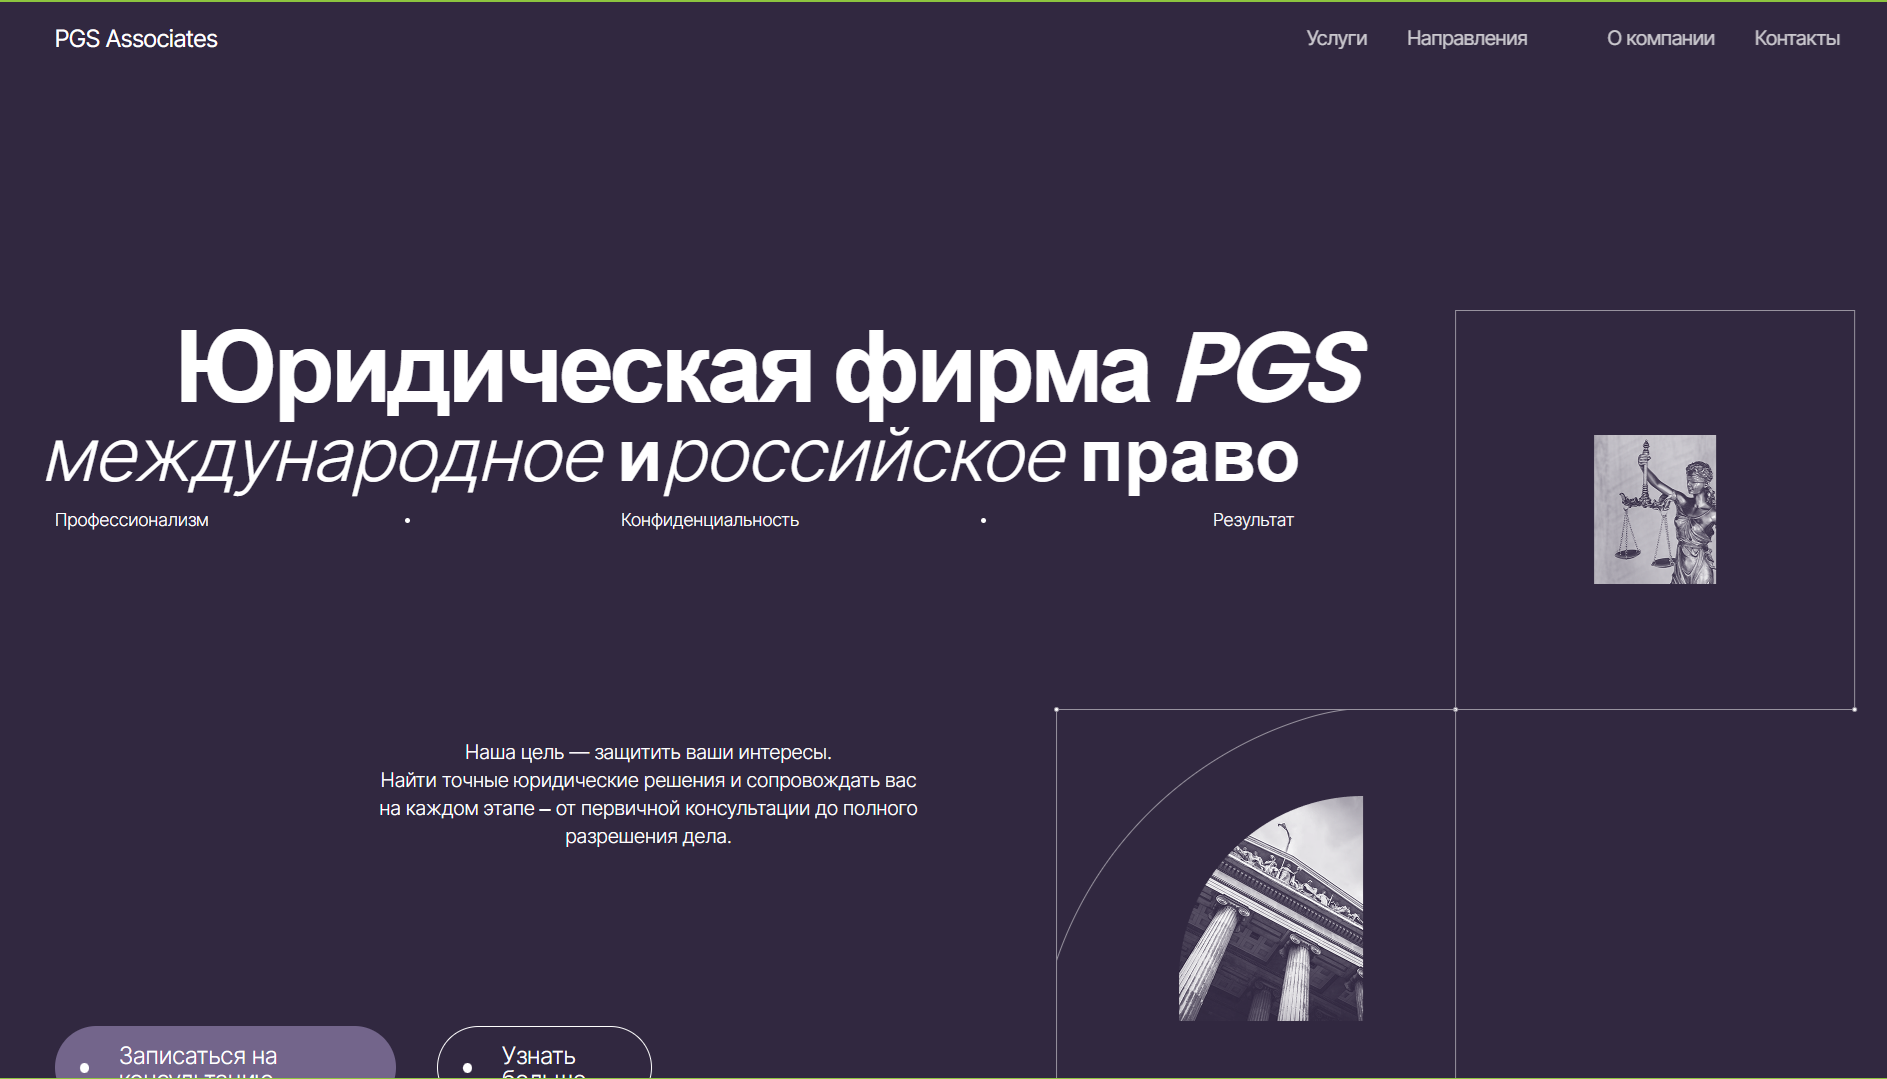 PGS Associates
Услуги Направления О компании Контакты
Юридическая фирма PGS
международное и российское право
Профессионализм • Конфиденциальность • Результат
Наша цель — защитить ваши интересы.
Найти точные юридические решения и сопровождать вас
на каждом этапе – от первичной консультации до полного
разрешения дела.
Записаться на
консультацию
Узнать
больше